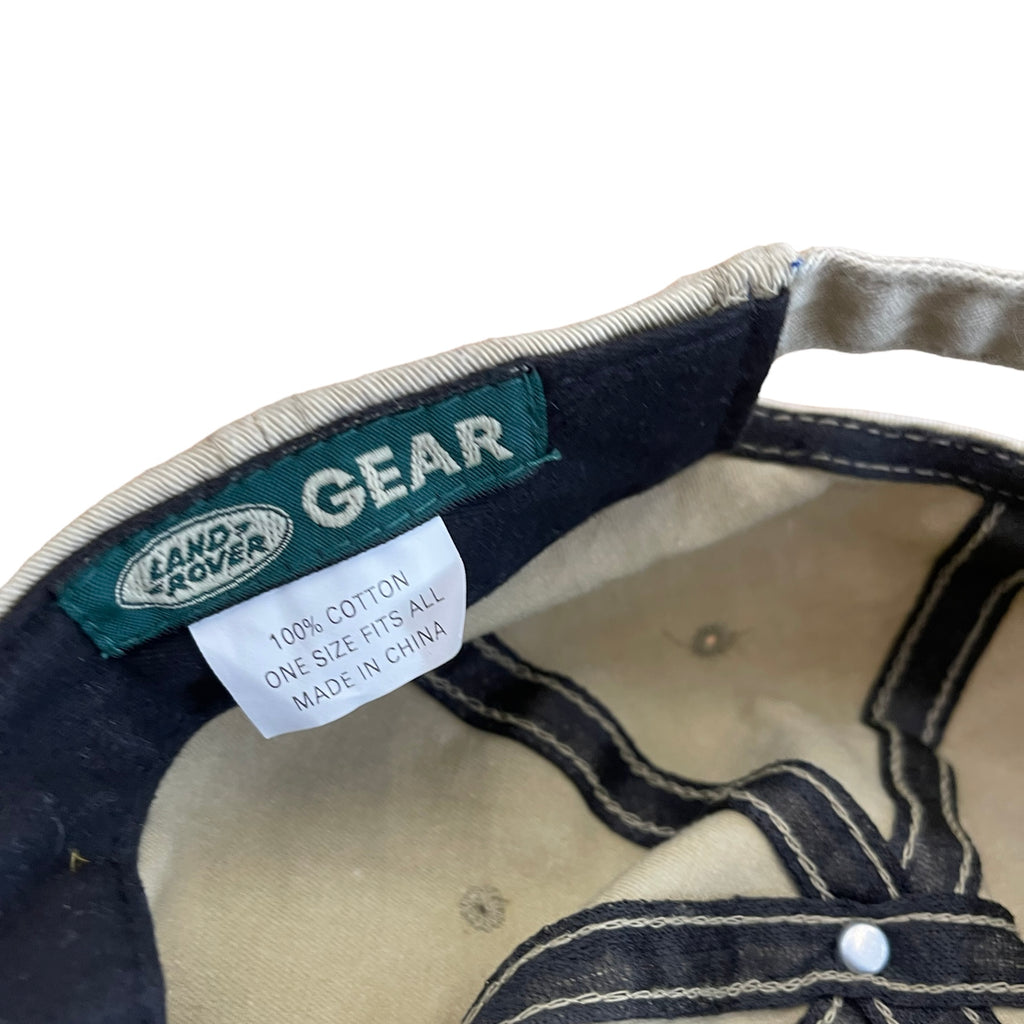 LAND-
-ROVER
GEAR
100% COTTON
ONE SIZE FITS ALL
MADE IN CHINA